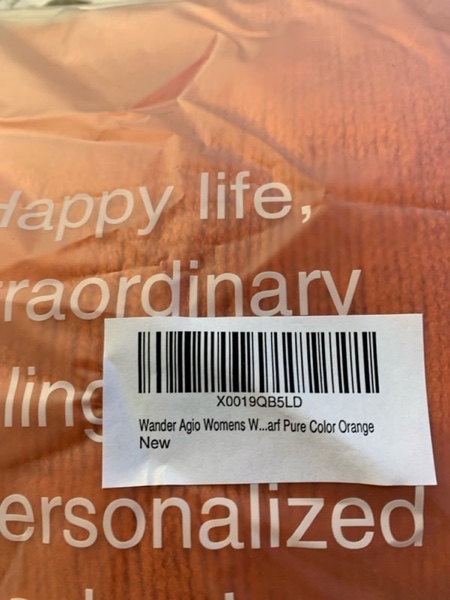 Happy life,
raordinary
ling
X0019QB5LD
Wander Agio Womens W...arf Pure Color Orange
New
ersonalized